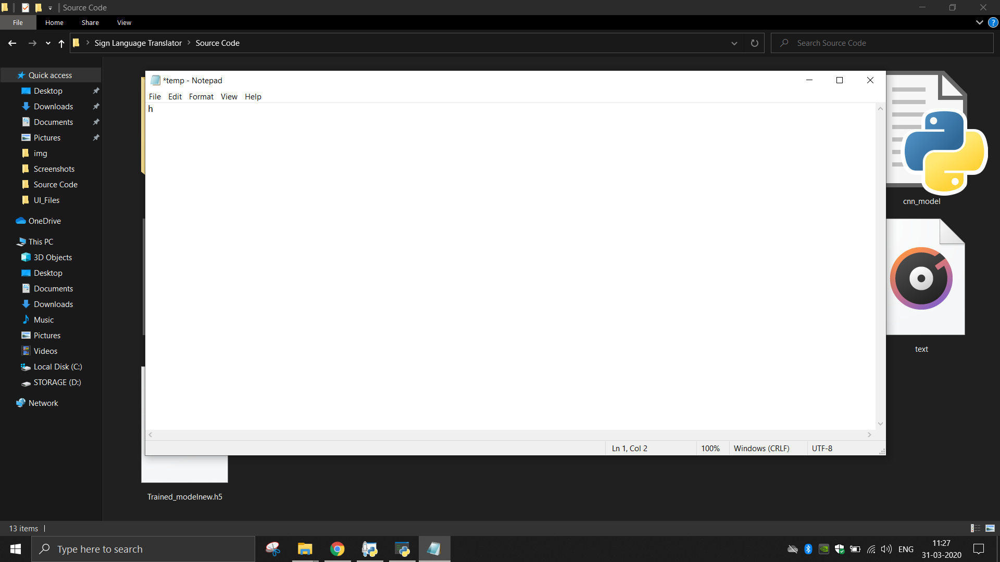 Source Code
File Home Share View
Sign Language Translator Source Code
Search Source Code
Quick access
Desktop
Downloads
Documents
Pictures
img
Screenshots
Source Code
UI_Files
OneDrive
This PC
3D Objects
Desktop
Documents
Downloads
Music
Pictures
Videos
Local Disk (C:)
STORAGE (D:)
Network
*temp - Notepad
File Edit Format View Help
h
Ln 1, Col 2 100% Windows (CRLF) UTF-8
cnn_model
text
Trained_modelnew.h5
13 items
Type here to search
ENG
11:27
31-03-2020